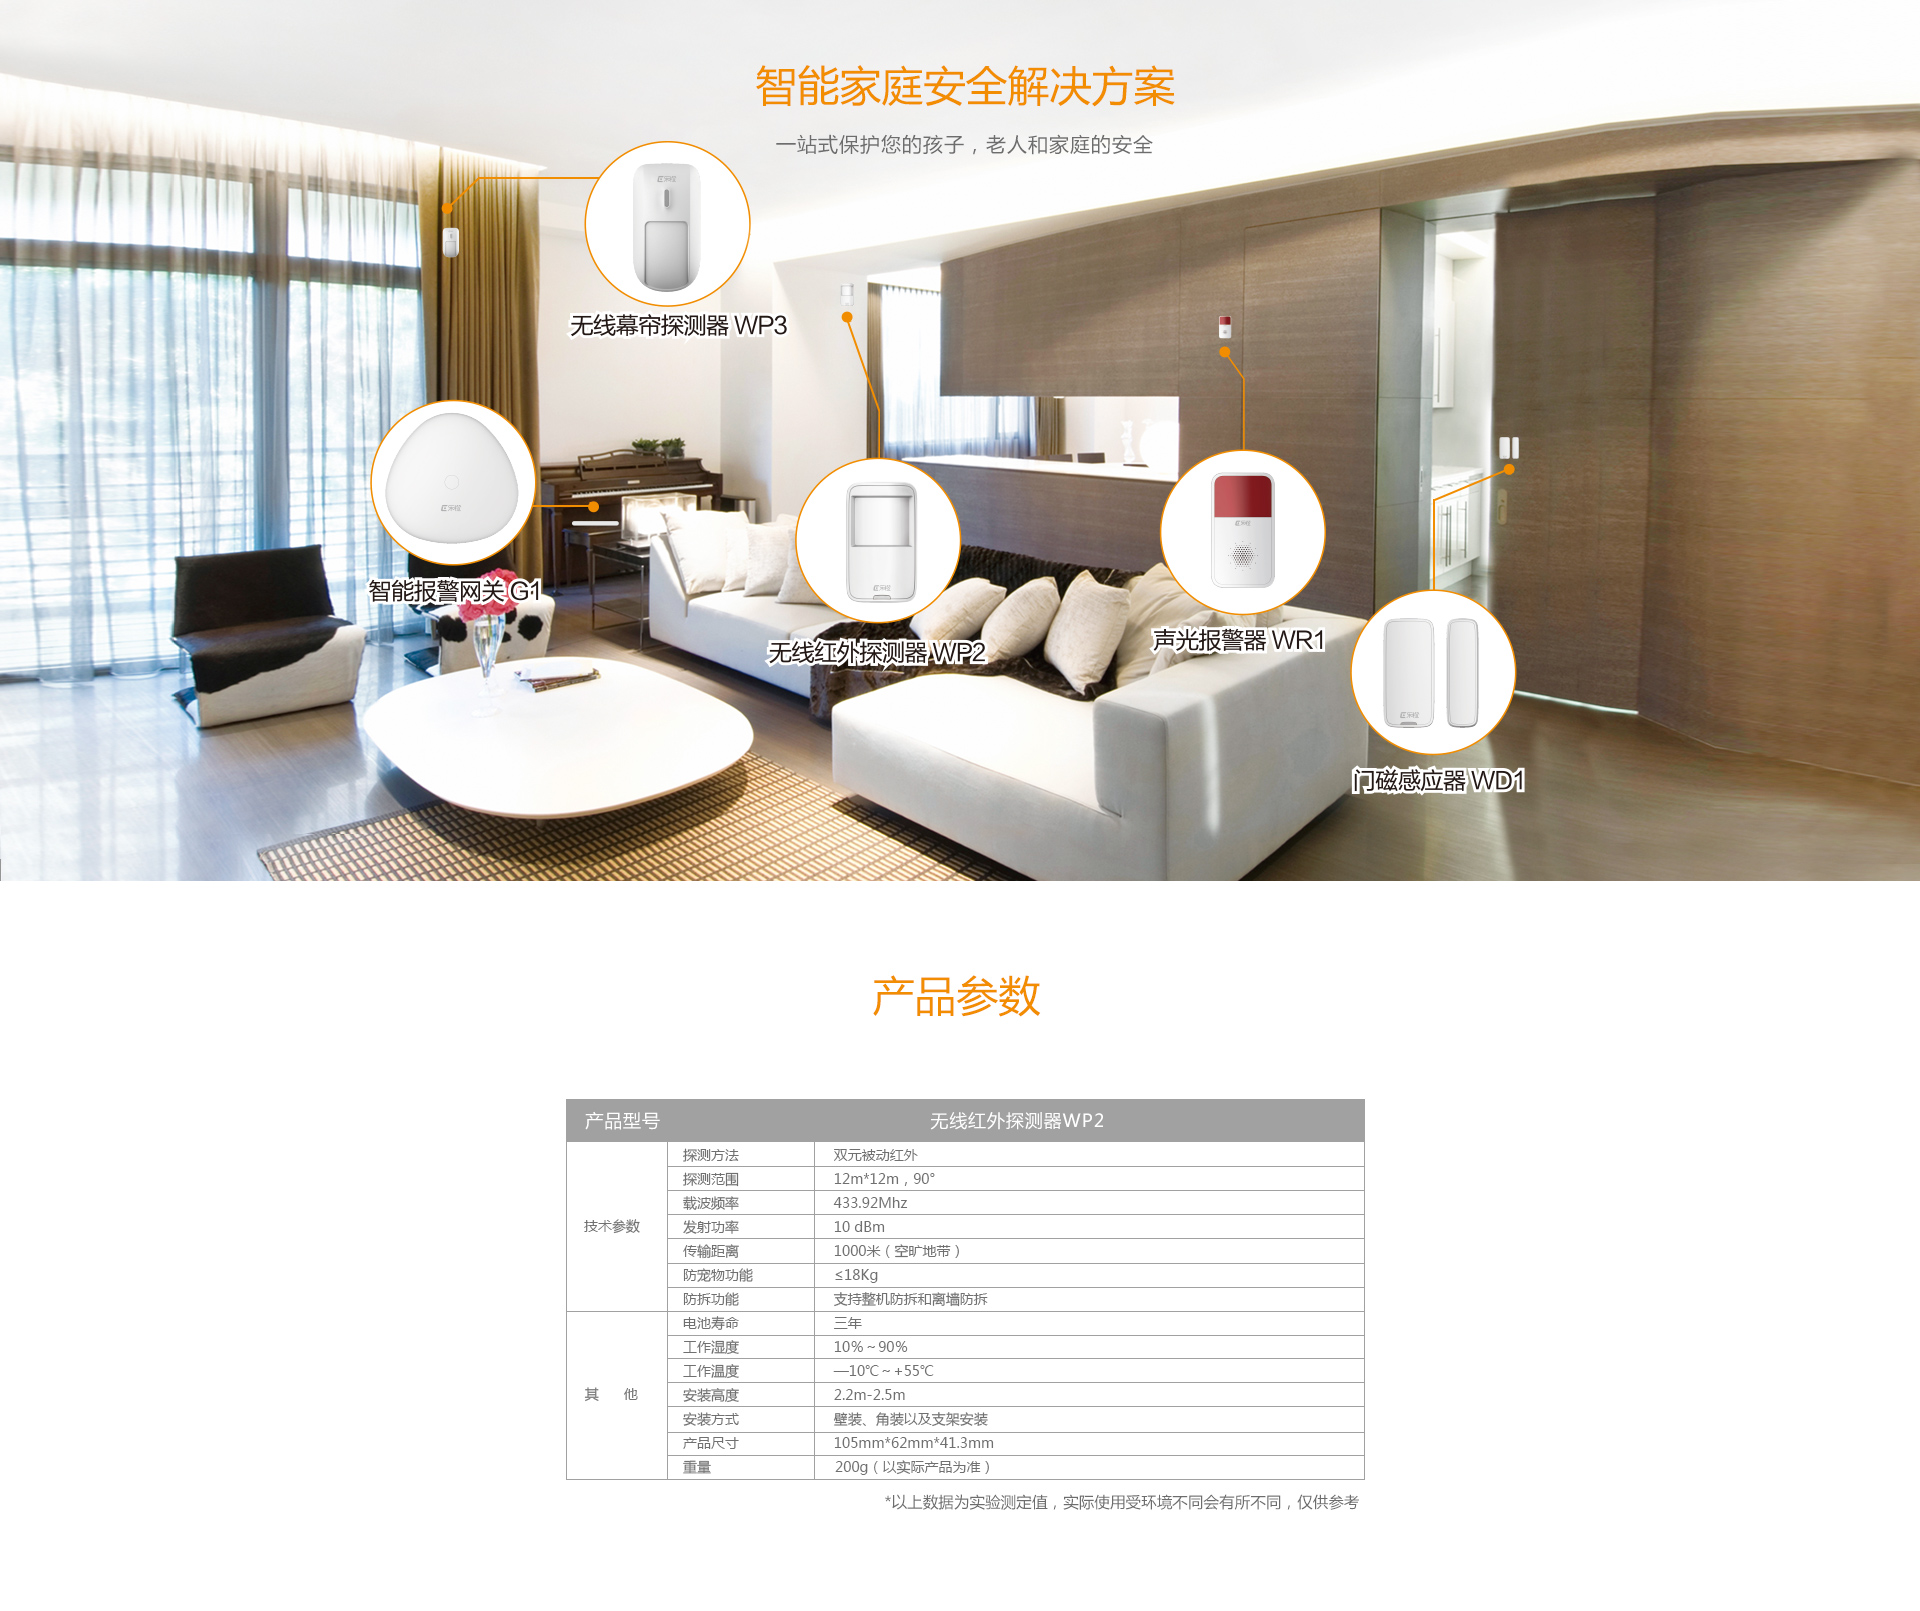 智能家庭安全解决方案
一站式保护您的孩子，老人和家庭的安全
无线幕帘探测器 WP3
智能报警网关 G1
无线红外探测器 WP2
声光报警器 WR1
门磁感应器 WD1
产品参数
产品型号 无线红外探测器WP2
技术参数
探测方法 双元被动红外
探测范围 12m*12m，90°
载波频率 433.92Mhz
发射功率 10 dBm
传输距离 1000米（空旷地带）
防宠物功能 ≤18Kg
防拆功能 支持整机防拆和离墙防拆
其 他
电池寿命 三年
工作湿度 10%～90%
工作温度 —10℃～+55℃
安装高度 2.2m-2.5m
安装方式 壁装、角装以及支架安装
产品尺寸 105mm*62mm*41.3mm
重量 200g（以实际产品为准）
*以上数据为实验测定值，实际使用受环境不同会有所不同，仅供参考